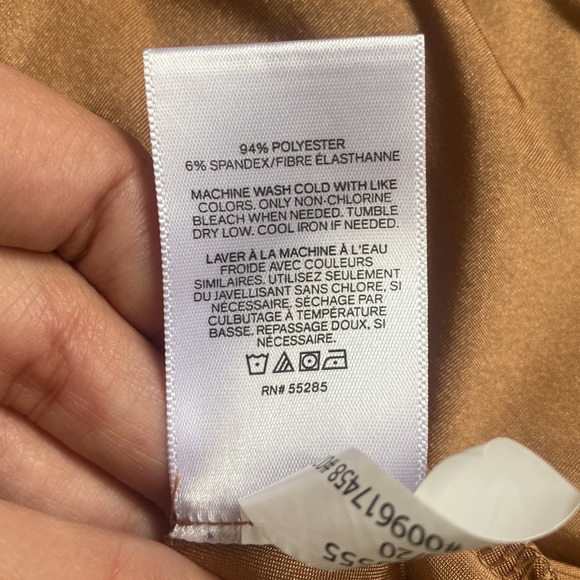 94% POLYESTER
6% SPANDEX/FIBRE ÉLASTHANNE
MACHINE WASH COLD WITH LIKE
COLORS. ONLY NON-CHLORINE
BLEACH WHEN NEEDED. TUMBLE
DRY LOW. COOL IRON IF NEEDED.
LAVER À LA MACHINE À L'EAU
FROIDE AVEC COULEURS
SIMILAIRES. UTILISEZ SEULEMENT
DU JAVELLISANT SANS CHLORE, SI
NÉCESSAIRE. SÉCHAGE PAR
CULBUTAGE À TEMPÉRATURE
BASSE. REPASSAGE DOUX, SI
NÉCESSAIRE.
RN# 55285
#009617458
20